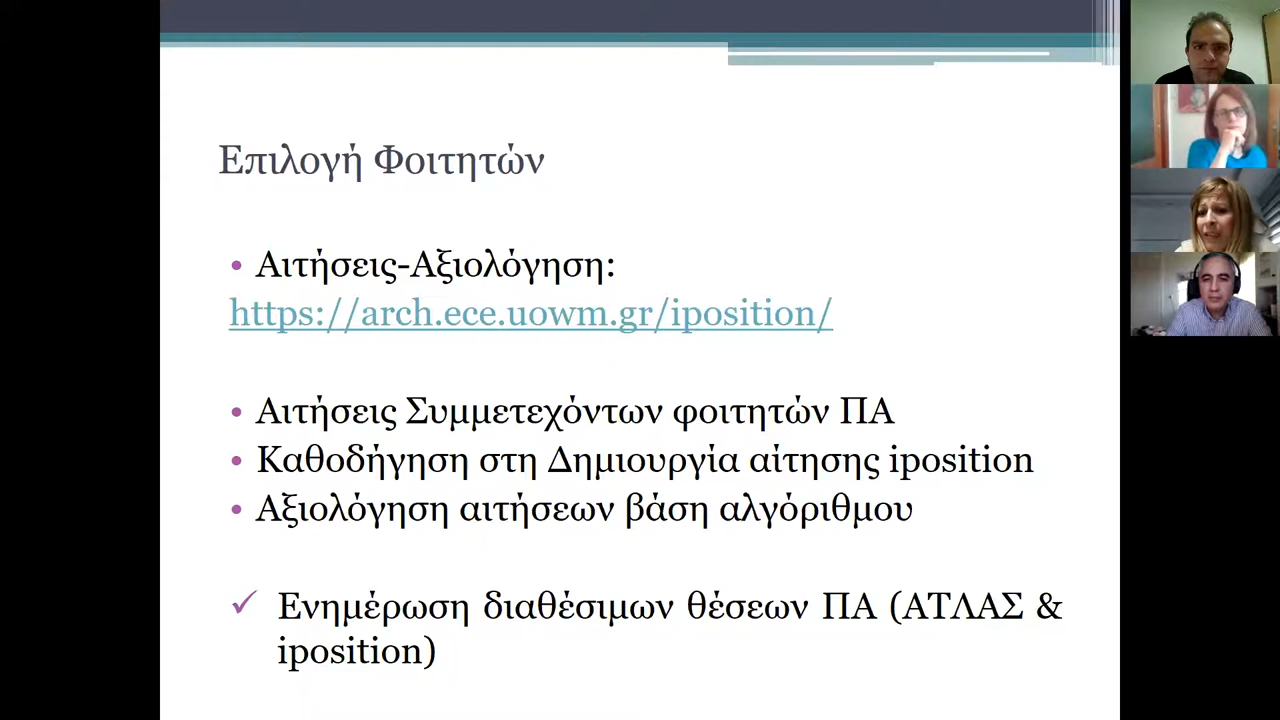 Επιλογή Φοιτητών
• Αιτήσεις-Αξιολόγηση:
https://arch.ece.uowm.gr/iposition/
• Αιτήσεις Συμμετεχόντων φοιτητών ΠΑ
• Καθοδήγηση στη Δημιουργία αίτησης iposition
• Αξιολόγηση αιτήσεων βάση αλγόριθμου
✓ Ενημέρωση διαθέσιμων θέσεων ΠΑ (ΑΤΛΑΣ &
iposition)